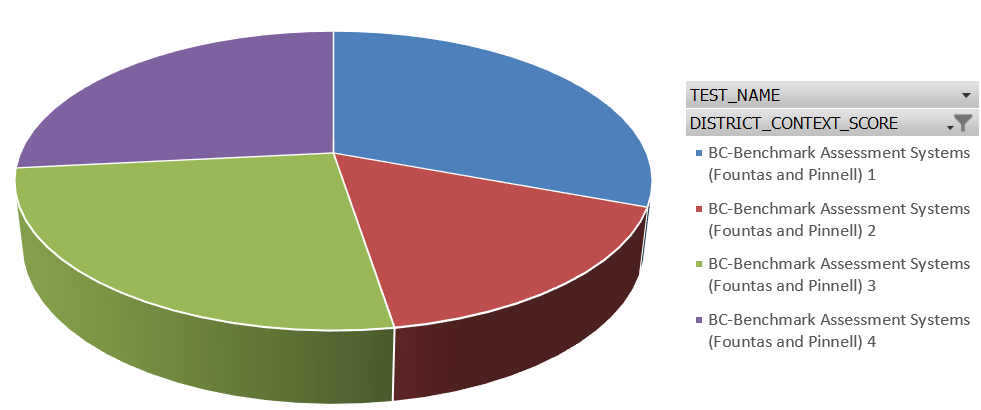 TEST_NAME
DISTRICT_CONTEXT_SCORE
BC-Benchmark Assessment Systems
(Fountas and Pinnell) 1
BC-Benchmark Assessment Systems
(Fountas and Pinnell) 2
BC-Benchmark Assessment Systems
(Fountas and Pinnell) 3
BC-Benchmark Assessment Systems
(Fountas and Pinnell) 4